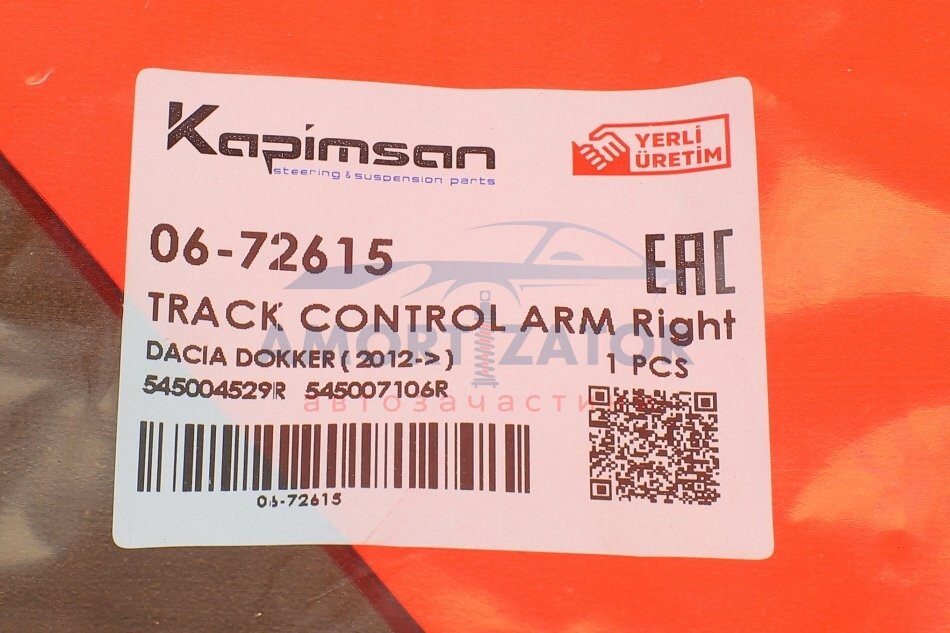 Kapimsan
steering & suspension parts
YERLİ
ÜRETİM
06-72615
EAC
TRACK CONTROL ARM Right
AMORTIZATOR
DACIA DOKKER ( 2012-> )
1 PCS
545004529R 545007106R
автозачастини
06-72615